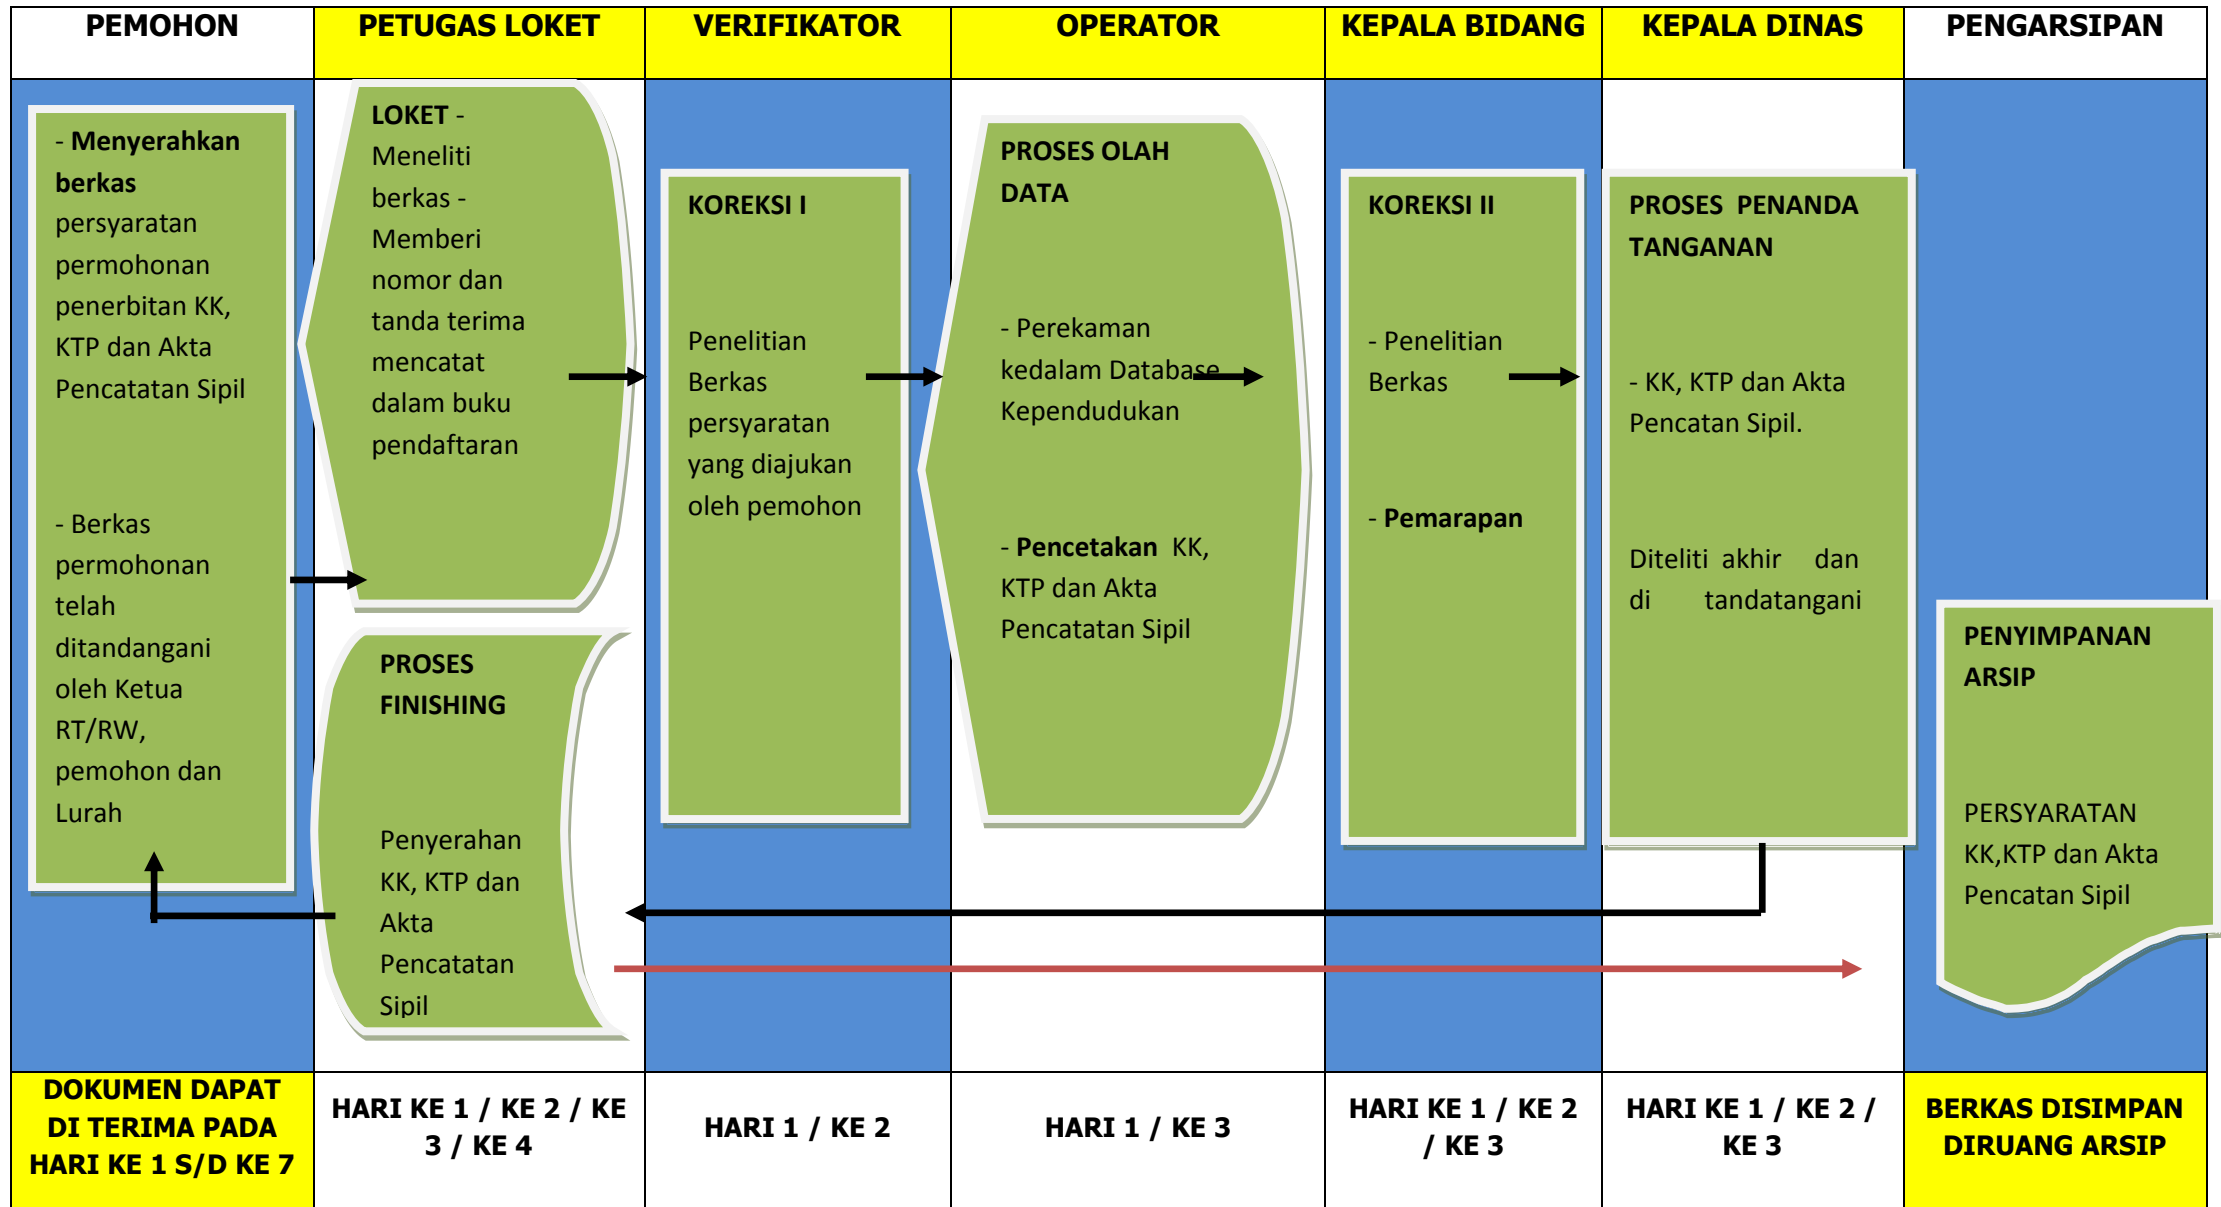 PEMOHON
PETUGAS LOKET
VERIFIKATOR
OPERATOR
KEPALA BIDANG
KEPALA DINAS
PENGARSIPAN
- Menyerahkan
berkas
persyaratan
permohonan
penerbitan KK,
KTP dan Akta
Pencatatan Sipil
- Berkas
permohonan
telah
ditandangani
oleh Ketua
RT/RW,
pemohon dan
Lurah
LOKET -
Meneliti
berkas -
Memberi
nomor dan
tanda terima
mencatat
dalam buku
pendaftaran
PROSES
FINISHING
Penyerahan
KK, KTP dan
Akta
Pencatatan
Sipil
KOREKSI I
Penelitian
Berkas
persyaratan
yang diajukan
oleh pemohon
PROSES OLAH
DATA
- Perekaman
kedalam Database
Kependudukan
- Pencetakan KK,
KTP dan Akta
Pencatatan Sipil
KOREKSI II
- Penelitian
Berkas
- Pemarapan
PROSES PENANDA
TANGANAN
- KK, KTP dan Akta
Pencatan Sipil.
Diteliti akhir dan
di tandatangani
PENYIMPANAN
ARSIP
PERSYARATAN
KK,KTP dan Akta
Pencatan Sipil
DOKUMEN DAPAT
DI TERIMA PADA
HARI KE 1 S/D KE 7
HARI KE 1 / KE 2 / KE
3 / KE 4
HARI 1 / KE 2
HARI 1 / KE 3
HARI KE 1 / KE 2
/ KE 3
HARI KE 1 / KE 2 /
KE 3
BERKAS DISIMPAN
DIRUANG ARSIP